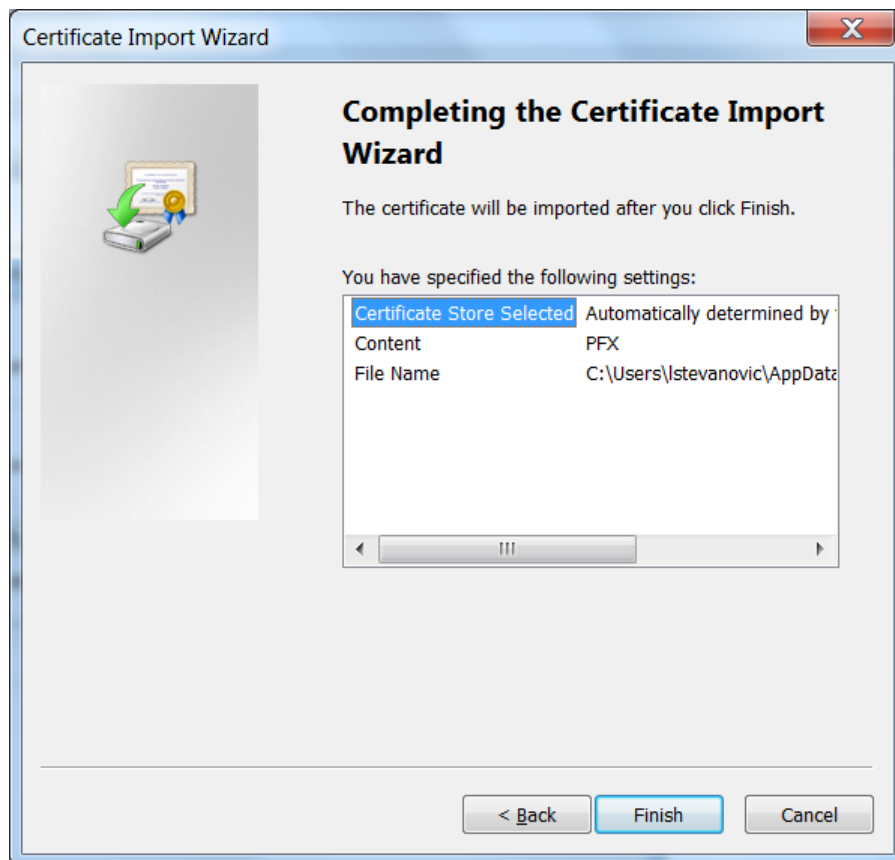 Certificate Import Wizard
Completing the Certificate Import
Wizard
The certificate will be imported after you click Finish.
You have specified the following settings:
Certificate Store Selected Automatically determined by
Content PFX
File Name C:\Users\lstevanovic\AppData
< Back Finish Cancel